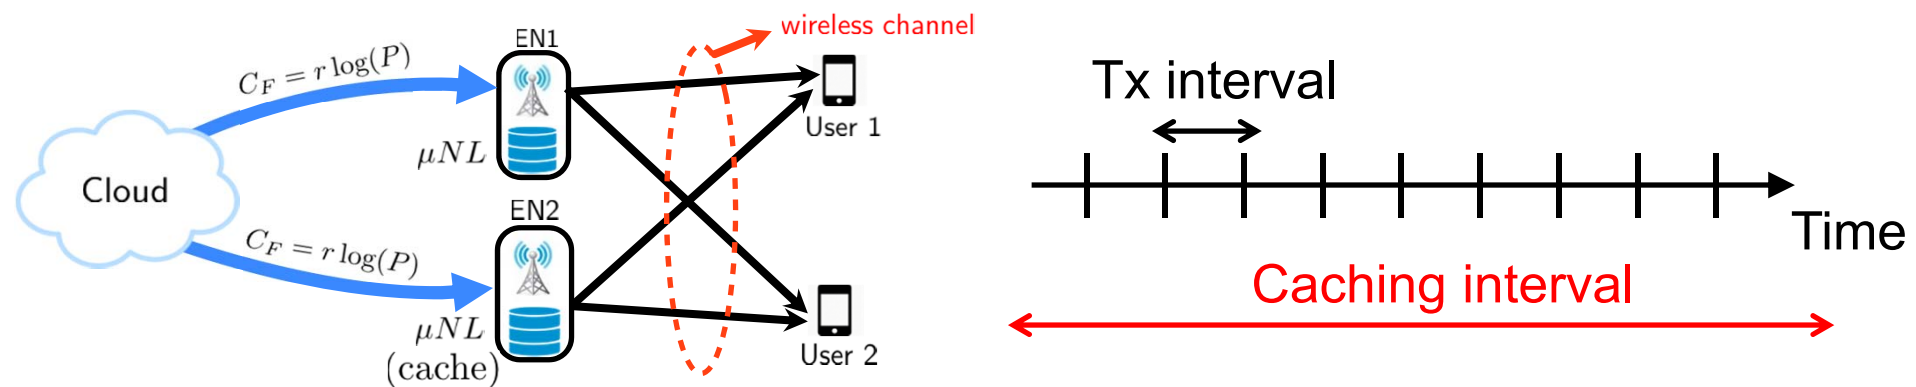 wireless channel
EN1
C_F = r log(P)
μNL
User 1
Cloud
EN2
C_F = r log(P)
μNL
(cache)
User 2
Tx interval
Time
Caching interval